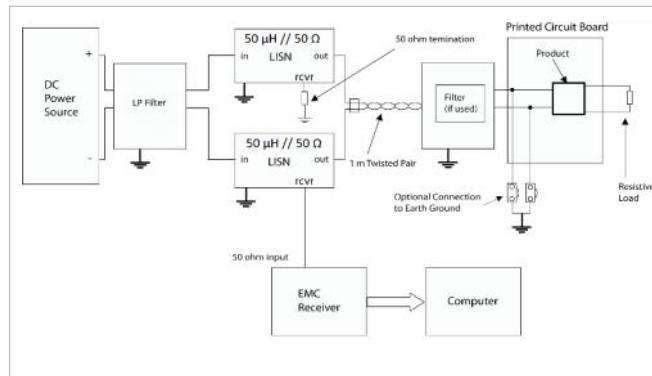 Printed Circuit Board
50 µH // 50 Ω
LISN
in
out
rcvr
50 ohm temination
Product
+
DC
Power
Source
-
LP Filter
Filter
(if used)
50 µH // 50 Ω
LISN
in
out
rcvr
1 m Twisted Pair
Optional Connection
to Earth Ground
Resistive
Load
50 ohm input
EMC
Receiver
Computer